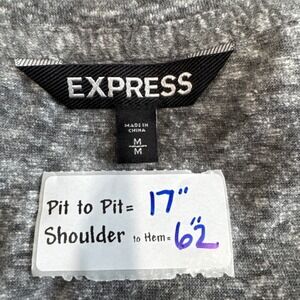 EXPRESS
MADE IN
CHINA
M
M
Pit to Pit= 17"
Shoulder to Hem= 62"